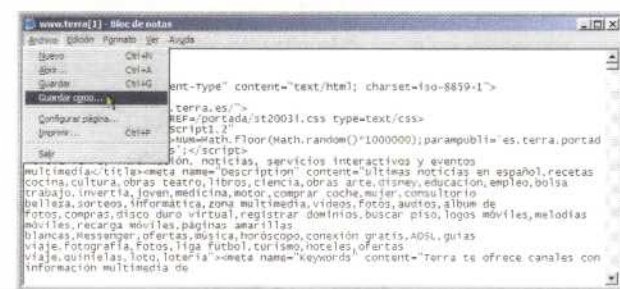 www.terra[1] - Bloc de notas
Archivo Edición Formato Ver Ayuda
Nuevo Ctrl+N
Abrir... Ctrl+A
Guardar Ctrl+G
Guardar como...
Configurar página...
Imprimir... Ctrl+P
Salir
ent-Type" content="text/html; charset=iso-8859-1">
.terra.es/">
REF=/portada/st20031.css type=text/css>
script1.2"
>num=Math.floor(Math.random()*1000000);parampubli='es.terra.portad
s";</script>
ión, noticias, servicios interactivos y eventos
multimedia</title><meta name="Description" content="Ultimas noticias en español,recetas
cocina,cultura,obras teatro,libros,ciencia,obras arte,disney,educacion,empleo,bolsa
trabajo,invertia,joven,medicina,motor,comprar coche,mujer,consultorio
belleza,sorteos,informática,zona multimedia,videos,fotos,audios,album de
fotos,compras,disco duro virtual,registrar dominios,buscar piso,logos móviles,melodias
móviles,recarga móviles,páginas amarillas
blancas,Messenger,ofertas,música,horóscopo,conexión gratis,ADSL,guias
viaje,fotografía,fotos,liga futbol,turismo,hoteles,ofertas
viaje,quinielas,loto,loteria"><meta name="Keywords" content="Terra te ofrece canales con
información multimedia de